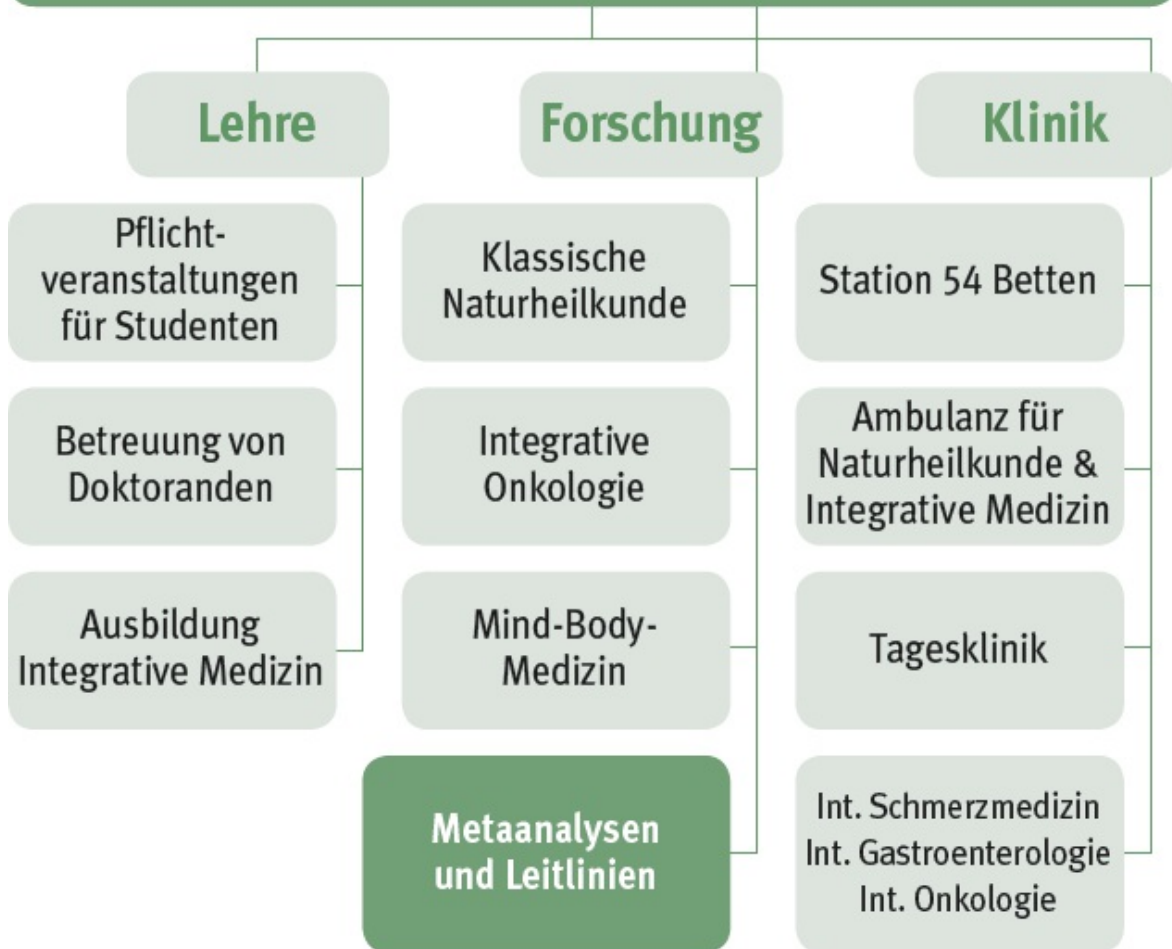 Lehre
Pflicht-
veranstaltungen
für Studenten
Betreuung von
Doktoranden
Ausbildung
Integrative Medizin
Forschung
Klassische
Naturheilkunde
Integrative
Onkologie
Mind-Body-
Medizin
Metaanalysen
und Leitlinien
Klinik
Station 54 Betten
Ambulanz für
Naturheilkunde &
Integrative Medizin
Tagesklinik
Int. Schmerzmedizin
Int. Gastroenterologie
Int. Onkologie